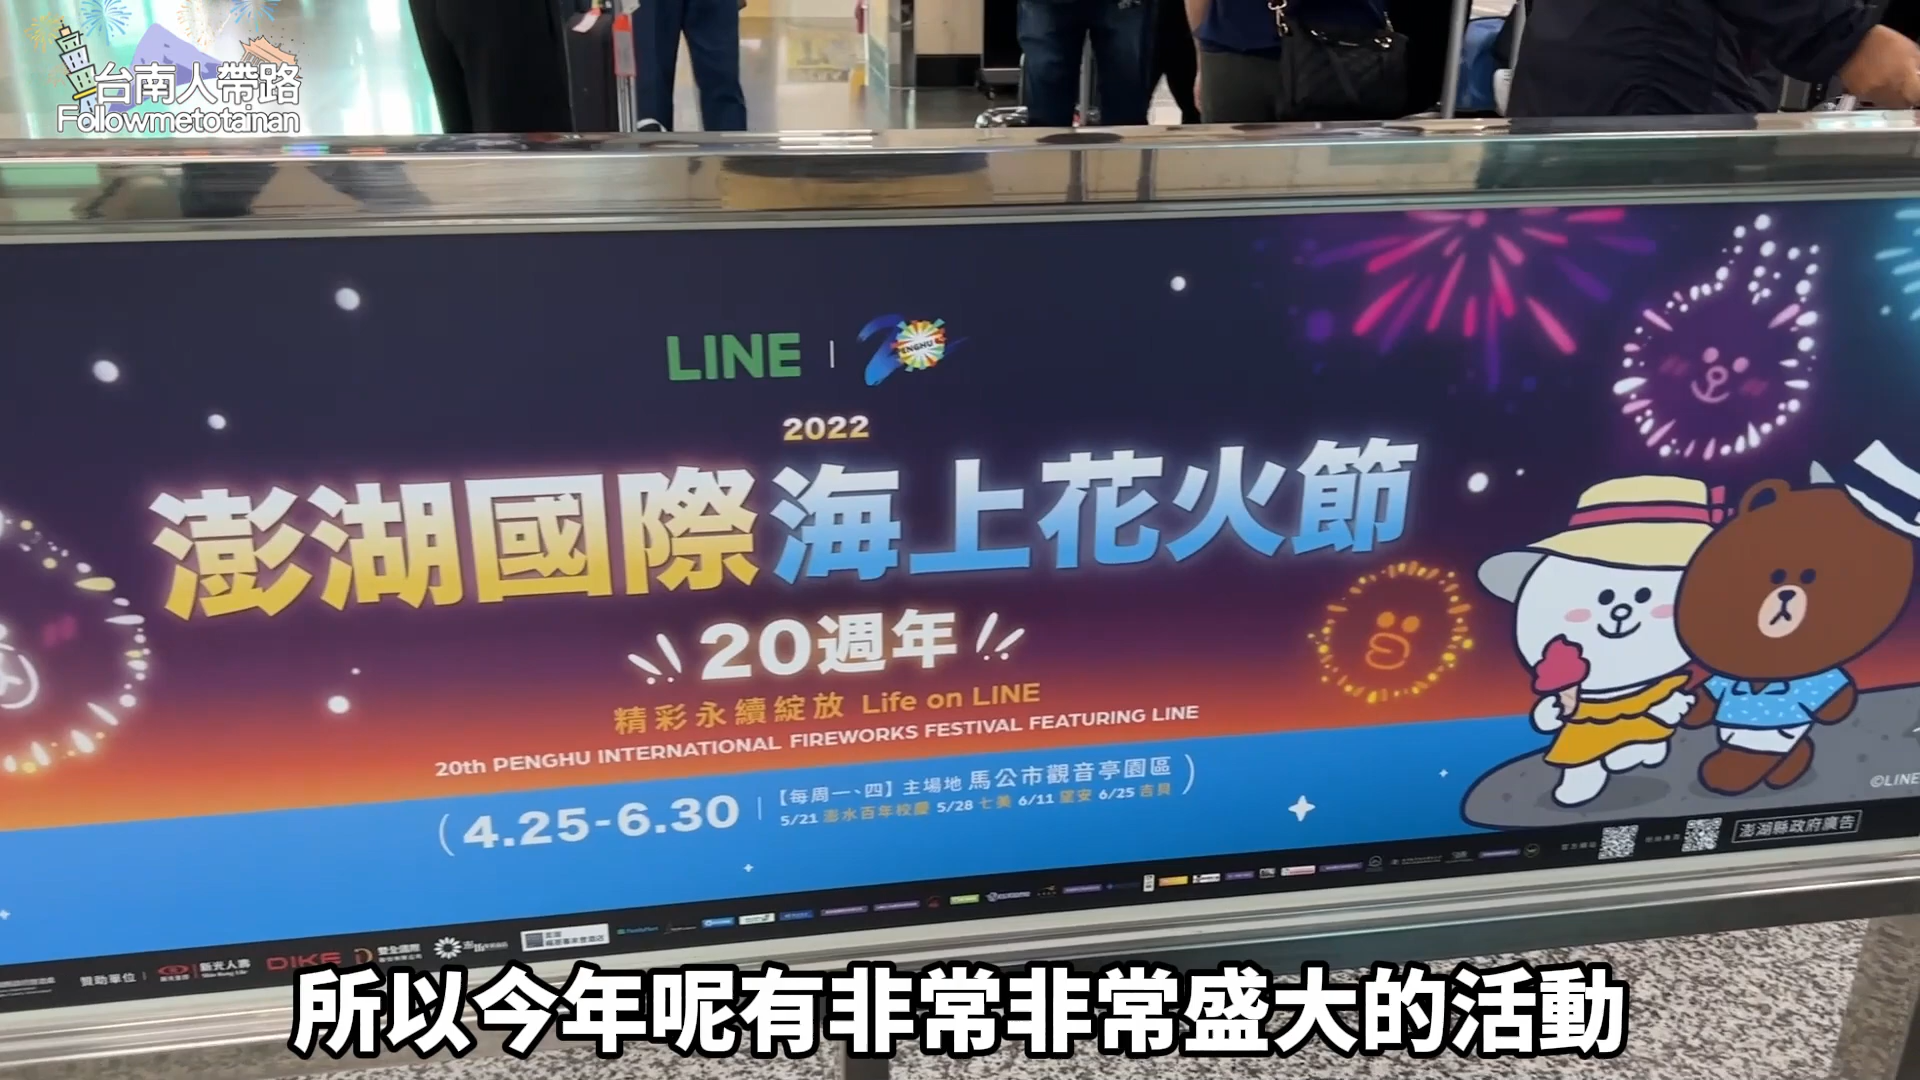 台南人帶路
Followmetotainan
LINE
PENGHU
2022
澎湖國際海上花火節
20週年
精彩永續綻放 Life on LINE
20th PENGHU INTERNATIONAL FIREWORKS FESTIVAL FEATURING LINE
(4.25-6.30 | 【每周一、四】主場地 馬公市觀音亭園區)
5/21 澎水百年校慶 5/28 七美 6/11 望安 6/25 吉貝
©LINE
澎湖縣政府廣告
贊助單位
新光人壽
DIKE
所以今年呢有非常非常盛大的活動